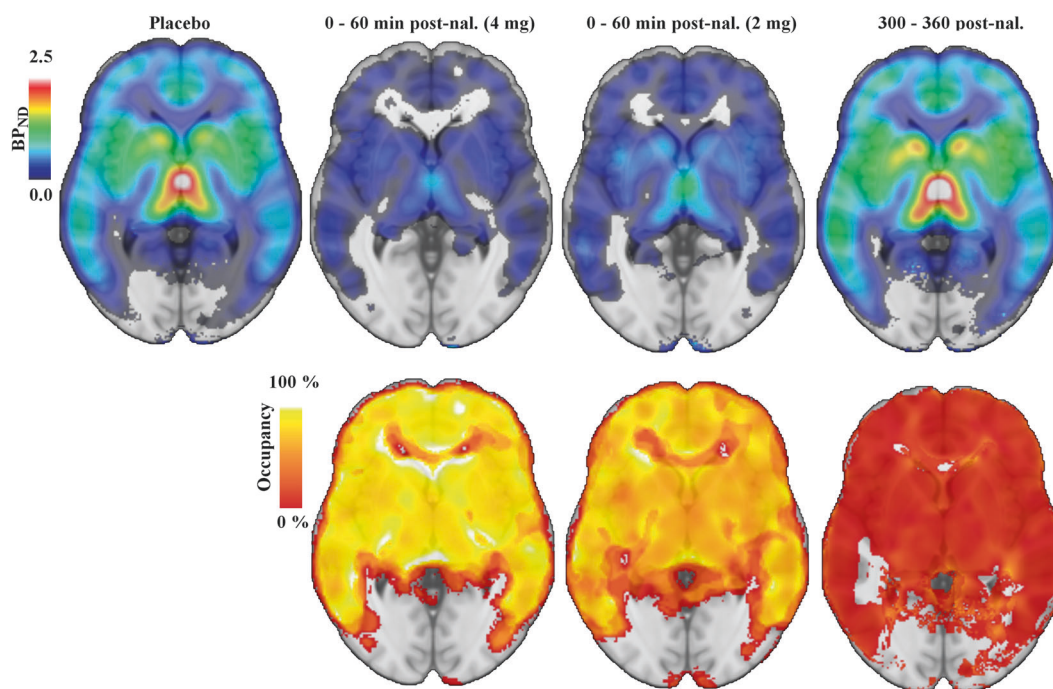 Placebo
0 - 60 min post-nal. (4 mg)
0 - 60 min post-nal. (2 mg)
300 - 360 post-nal.
2.5
BPND
0.0
100 %
Occupancy
0 %